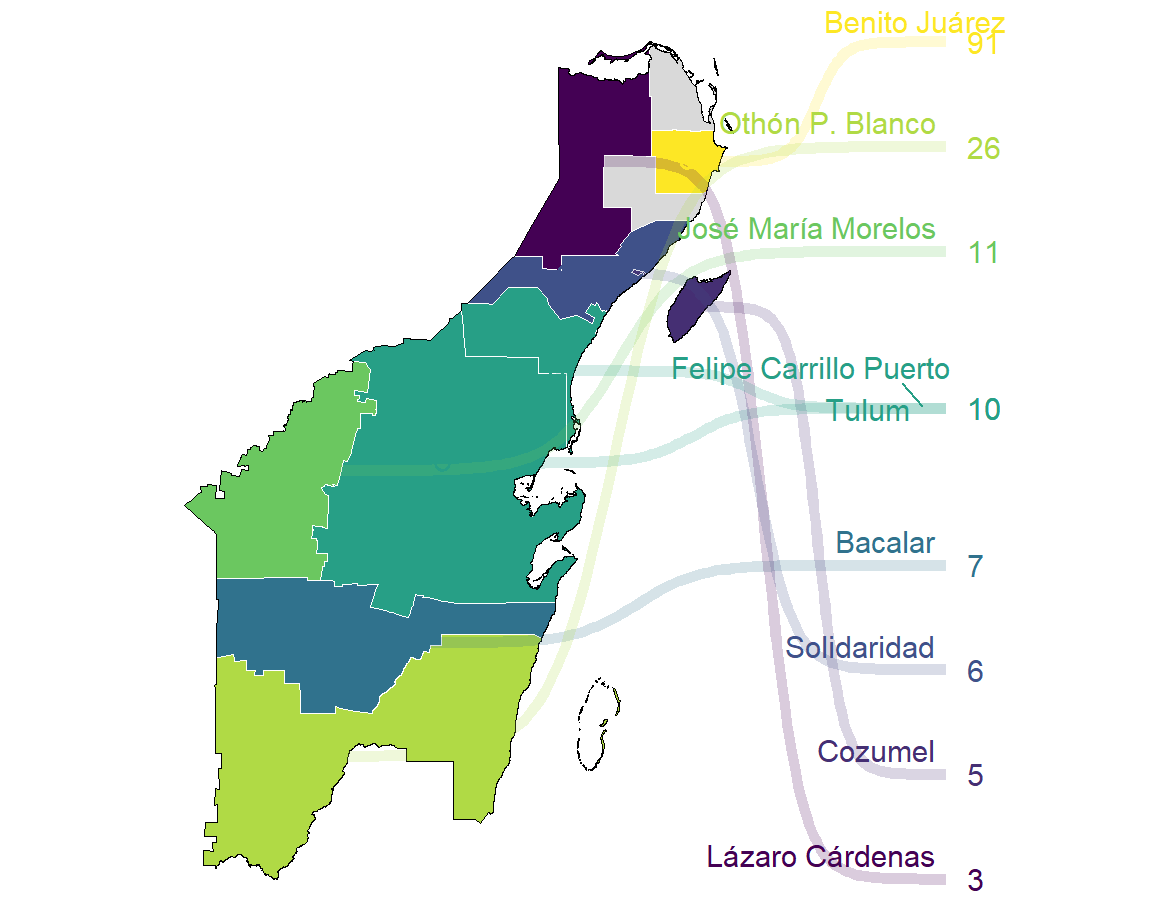 Benito Juárez
91
Othón P. Blanco
26
José María Morelos
11
Felipe Carrillo Puerto
Tulum
10
Bacalar
7
Solidaridad
6
Cozumel
5
Lázaro Cárdenas
3